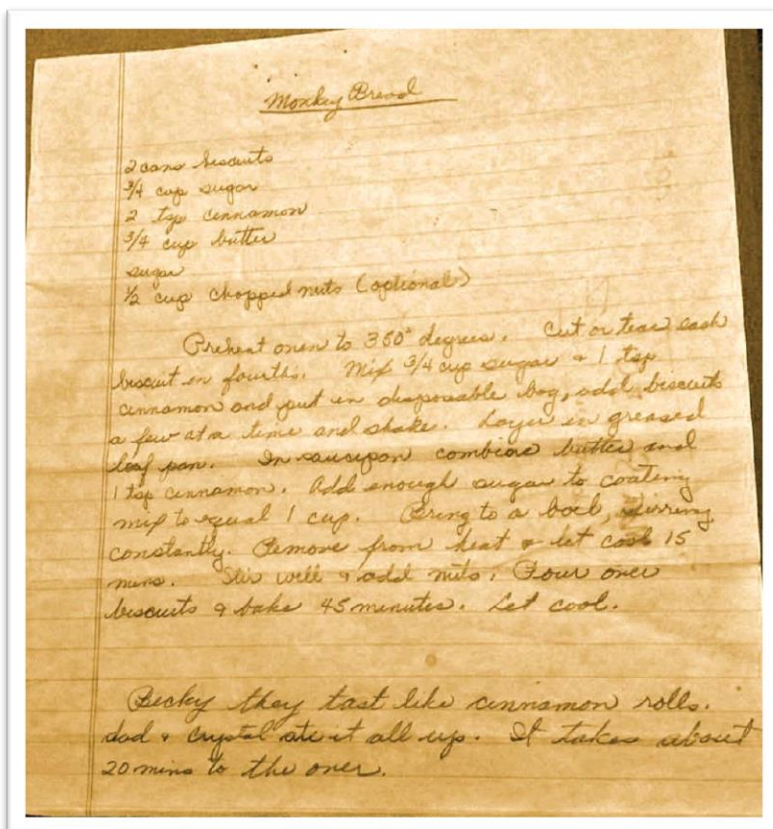 Monkey Bread
2 cans biscuits
3/4 cup sugar
2 tsp cinnamon
3/4 cup butter
sugar
1/2 cup chopped nuts (optional)
Preheat oven to 350° degrees. Cut or tear each
biscuit in fourths. Mix 3/4 cup sugar & 1 tsp
cinnamon and put in disposable bag, add biscuits
a few at a time and shake. Layer in greased
loaf pan. In saucepan combine butter and
1 tsp cinnamon. Add enough sugar to coating
mix to equal 1 cup. Bring to a boil, stirring
constantly. Remove from heat & let cool 15
mins. Stir well & add nuts. Pour over
biscuits & bake 45 minutes. Let cool.
Becky they tast like cinnamon rolls.
dad & crystal ate it all up. It takes about
20 mins to the oven.